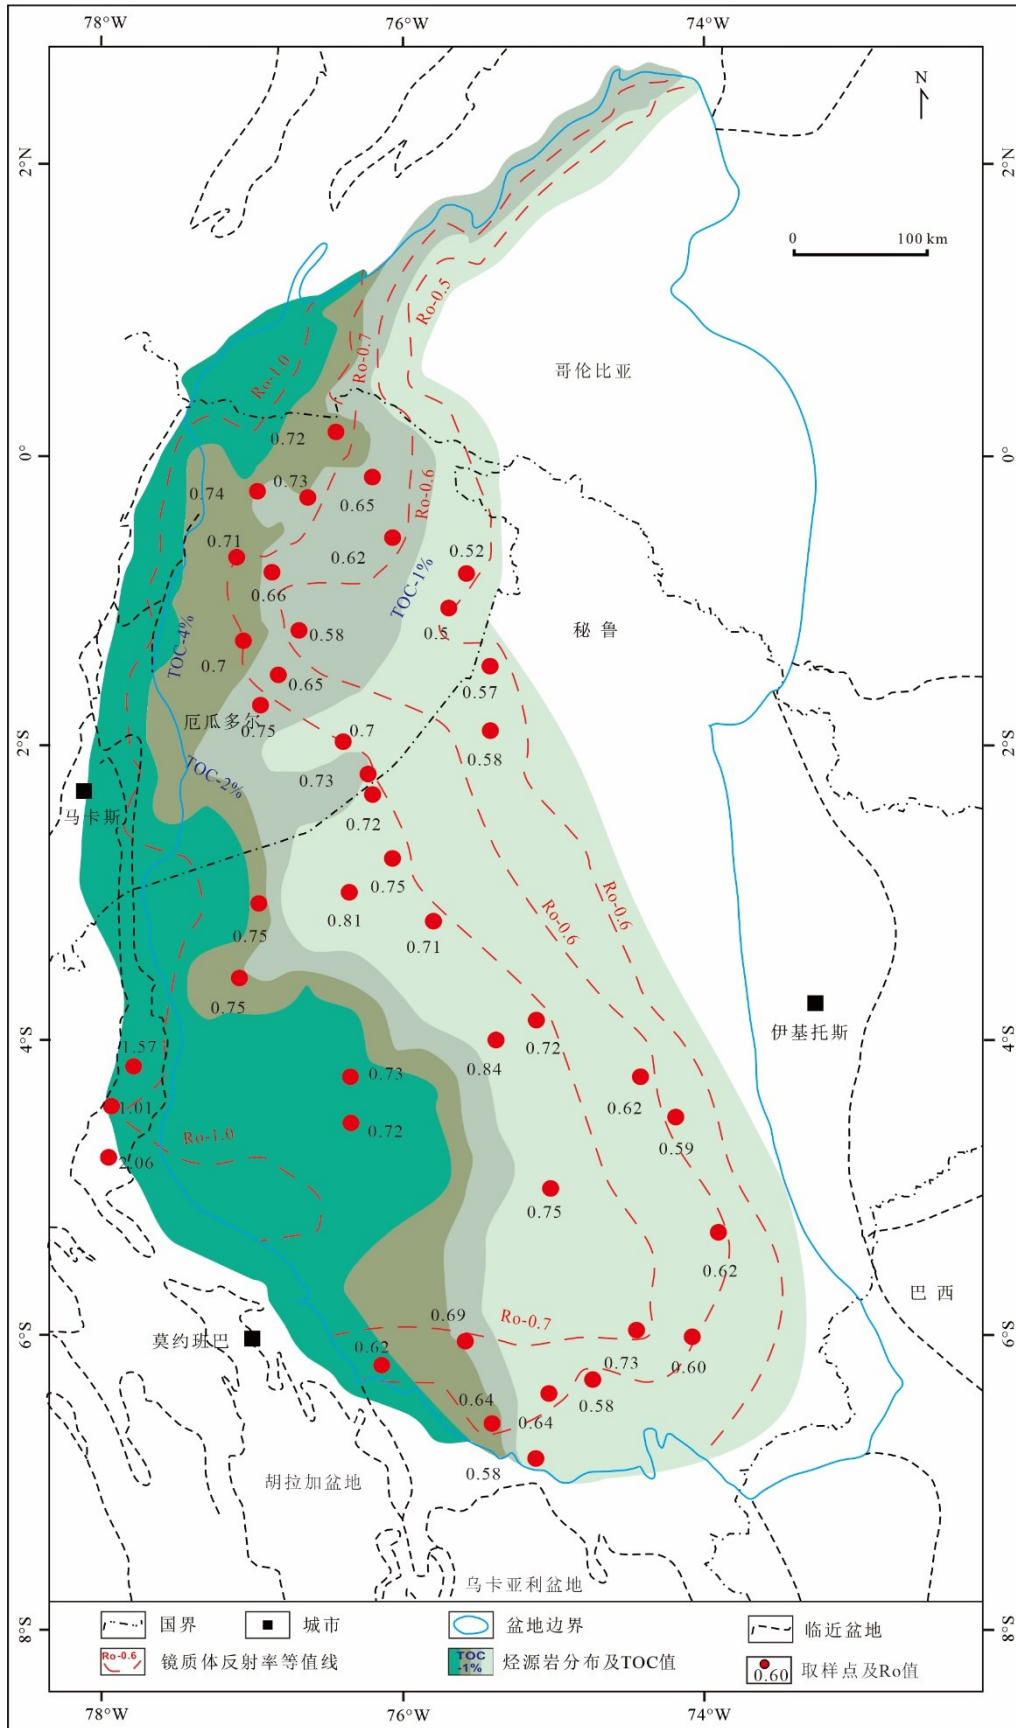 78°W 76°W 74°W
N
2°N 2°N
0 100 km
Ro-0.5
Ro-1.0
Ro-0.7
哥伦比亚
0.72
0° 0°
0.74
0.73
0.65
Ro-0.6
0.71
0.62
0.52
TOC-1%
0.66
0.58
0.5
秘 鲁
TOC-4%
0.7
0.65
0.57
厄瓜多尔
0.75
0.7
2°S 2°S
0.58
TOC-2%
0.73
马卡斯
0.72
0.75
0.81
0.71
0.75
Ro-0.6
Ro-0.6
0.75
伊基托斯
4°S 4°S
0.72
1.57
0.84
0.73
0.62
1.01
0.72
0.59
Ro-1.0
2.06
0.75
0.62
巴 西
0.69
Ro-0.7
6°S 6°S
莫约班巴
0.62
0.73
0.60
0.64
0.64
0.58
0.58
胡拉加盆地
乌卡亚利盆地
8°S 8°S
国界
城市
盆地边界
临近盆地
Ro-0.6
镜质体反射率等值线
TOC
-1%
烃源岩分布及TOC值
0.60
取样点及Ro值
78°W 76°W 74°W